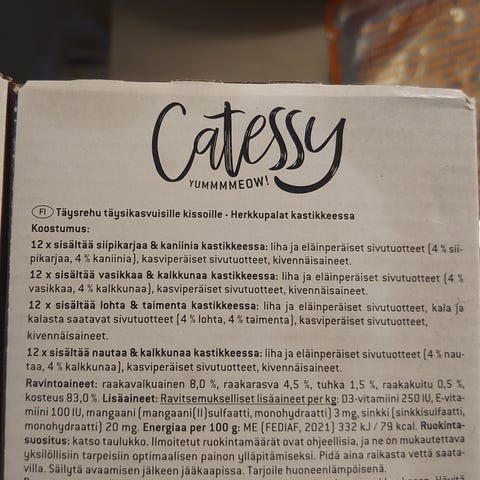 Catessy
YUMMMMEOW!
FI Täysrehu täysikasvuisille kissoille - Herkkupalat kastikkeessa
Koostumus:
12 x sisältää siipikarjaa & kaniinia kastikkeessa: liha ja eläinperäiset sivutuotteet (4 % sii-
pikarjaa, 4 % kaniinia), kasviperäiset sivutuotteet, kivennäisaineet.
12 x sisältää vasikkaa & kalkkunaa kastikkeessa: liha ja eläinperäiset sivutuotteet (4 %
vasikkaa, 4 % kalkkunaa), kasviperäiset sivutuotteet, kivennäisaineet.
12 x sisältää lohta & taimenta kastikkeessa: liha ja eläinperäiset sivutuotteet, kala ja
kalasta saatavat sivutuotteet (4 % lohta, 4 % taimenta), kasviperäiset sivutuotteet,
kivennäisaineet.
12 x sisältää nautaa & kalkkunaa kastikkeessa: liha ja eläinperäiset sivutuotteet (4 % nau-
taa, 4 % kalkkunaa), kasviperäiset sivutuotteet, kivennäisaineet.
Ravintoaineet: raakavalkuainen 8,0 %, raakarasva 4,5 %, tuhka 1,5 %, raakakuitu 0,5 %,
kosteus 83,0 %. Lisäaineet: Ravitsemukselliset lisäaineet per kg: D3-vitamiini 250 IU, E-vita-
miini 100 IU, mangaani (mangaani(II)sulfaatti, monohydraatti) 3 mg, sinkki (sinkkisulfaatti,
monohydraatti) 20 mg. Energiaa per 100 g: ME (FEDIAF, 2021) 332 kJ / 79 kcal. Ruokinta-
suositus: katso taulukko. Ilmoitetut ruokintamäärät ovat ohjeellisia, ja ne on mukautettava
yksilöllisiin tarpeisiin optimaalisen painon ylläpitämiseksi. Pidä aina raikasta vettä saata-
villa. Säilytä avaamisen jälkeen jääkaapissa. Tarjoile huoneenlämpöisenä.